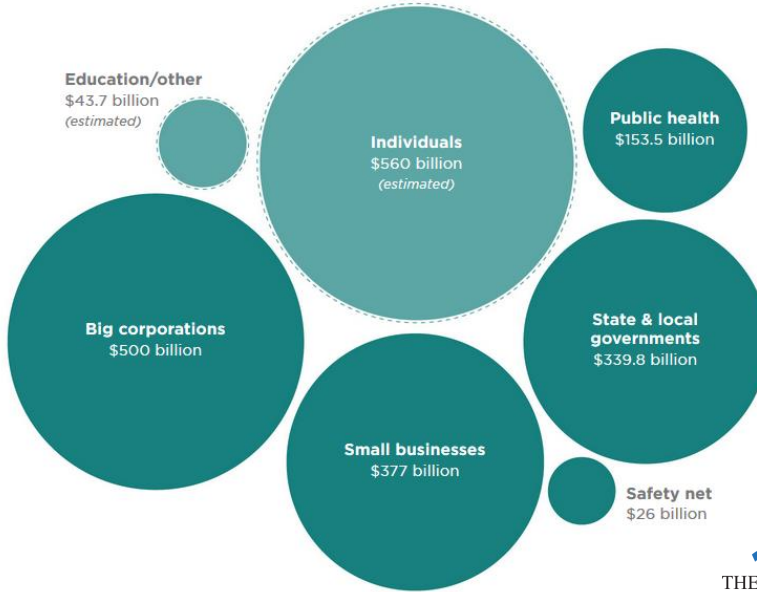 Education/other
$43.7 billion
(estimated)
Individuals
$560 billion
(estimated)
Public health
$153.5 billion
Big corporations
$500 billion
State & local
governments
$339.8 billion
Small businesses
$377 billion
Safety net
$26 billion
THE